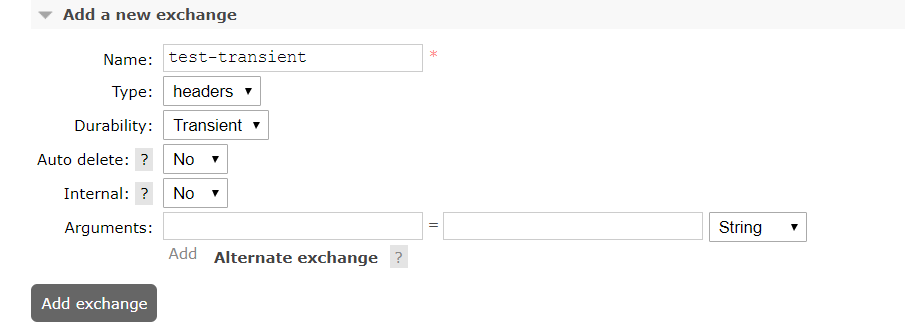 Add a new exchange
Name: test-transient *
Type: headers
Durability: Transient
Auto delete: ? No
Internal: ? No
Arguments: = String
Add Alternate exchange ?
Add exchange